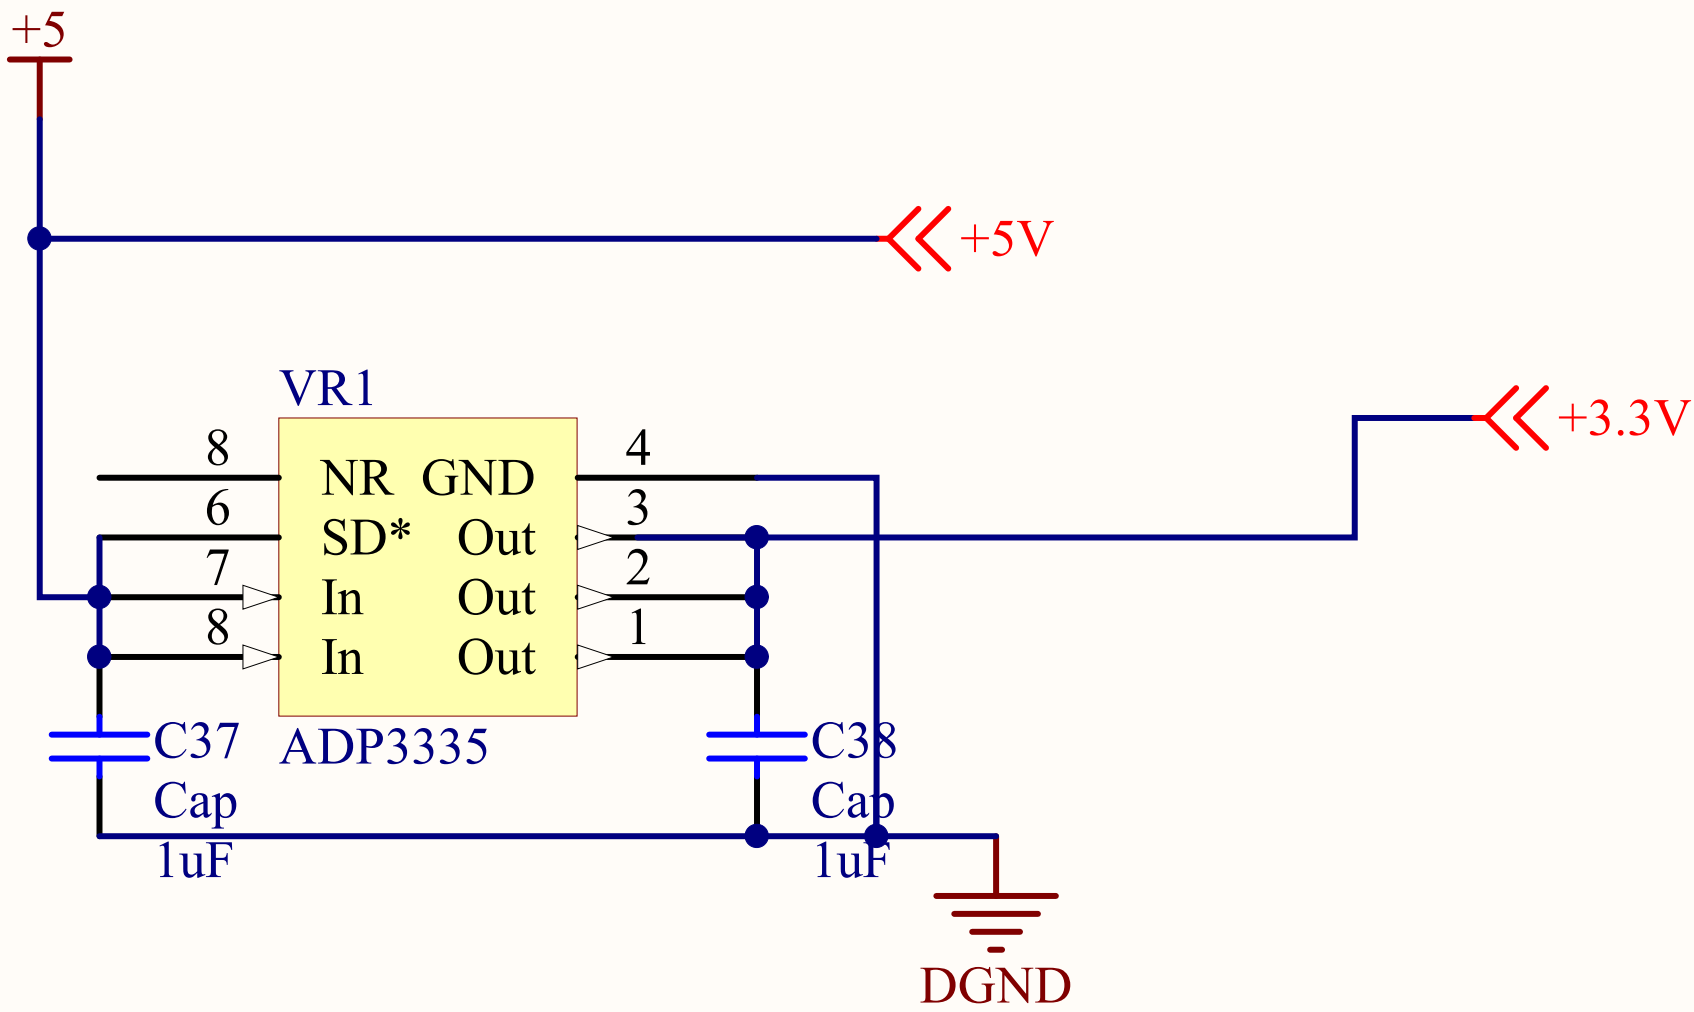 +5
+5V
VR1
+3.3V
8 NR GND 4
6 SD* Out 3
7 In Out 2
8 In Out 1
C37
ADP3335
C38
Cap
Cap
1uF
1uF
DGND